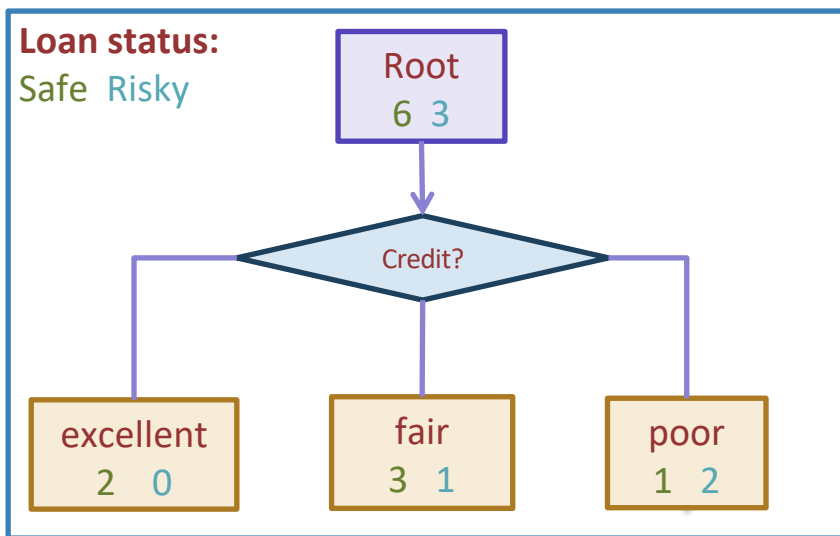 Loan status:
Safe Risky
Root
6 3
Credit?
excellent
2 0
fair
3 1
poor
1 2